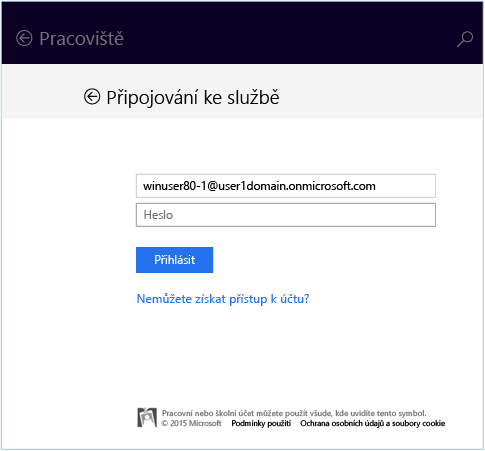 Pracoviště
Připojování ke službě
winuser80-1@user1domain.onmicrosoft.com
Heslo
Přihlásit
Nemůžete získat přístup k účtu?
Pracovní nebo školní účet můžete použít všude, kde uvidíte tento symbol.
© 2015 Microsoft Podmínky použití Ochrana osobních údajů a soubory cookie